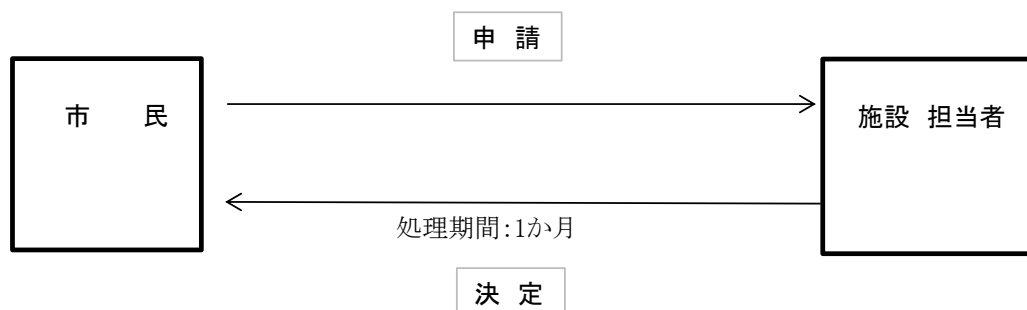 申 請
市 民
施設 担当者
処理期間:1か月
決 定